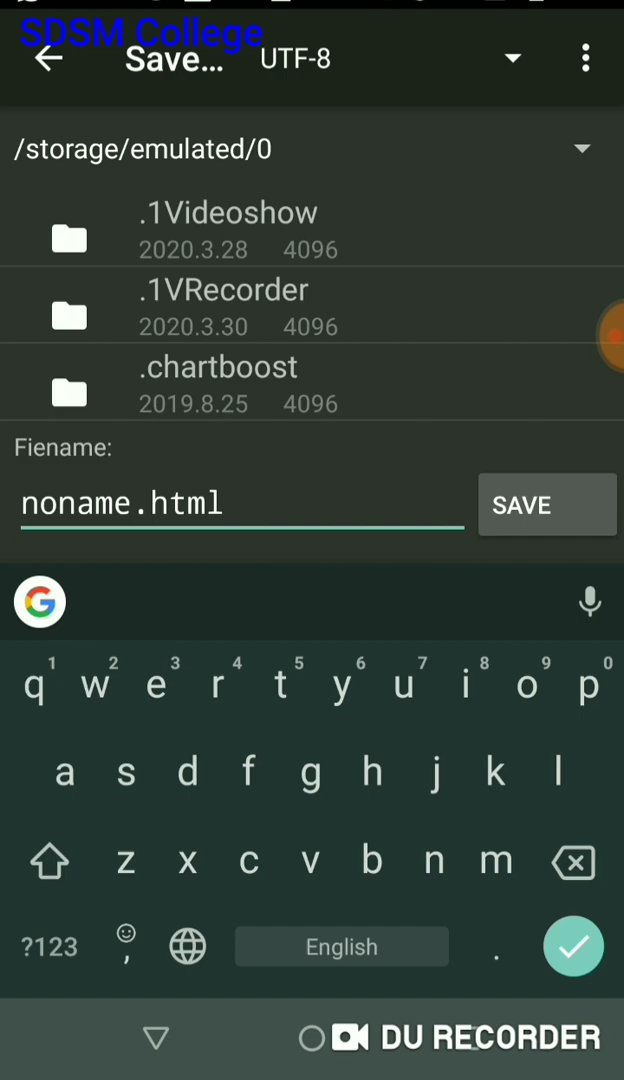 SDSM College
Save... UTF-8
/storage/emulated/0
.1Videoshow
2020.3.28 4096
.1VRecorder
2020.3.30 4096
.chartboost
2019.8.25 4096
Fiename:
noname.html SAVE
G
1 2 3 4 5 6 7 8 9 0
q w e r t y u i o p
a s d f g h j k l
z x c v b n m
?123 , English .
DU RECORDER